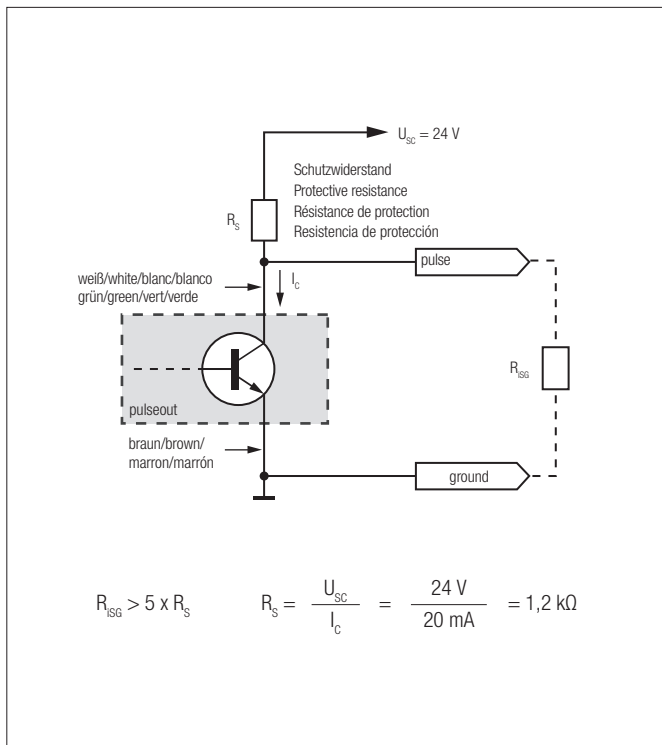 U_SC = 24 V
Schutzwiderstand
Protective resistance
Résistance de protection
Resistencia de protección
R_S
pulse
weiß/white/blanc/blanco
grün/green/vert/verde
I_C
R_ISG
pulseout
braun/brown/
marron/marrón
ground
R_ISG > 5 x R_S
R_S = U_SC / I_C = 24 V / 20 mA = 1,2 kΩ